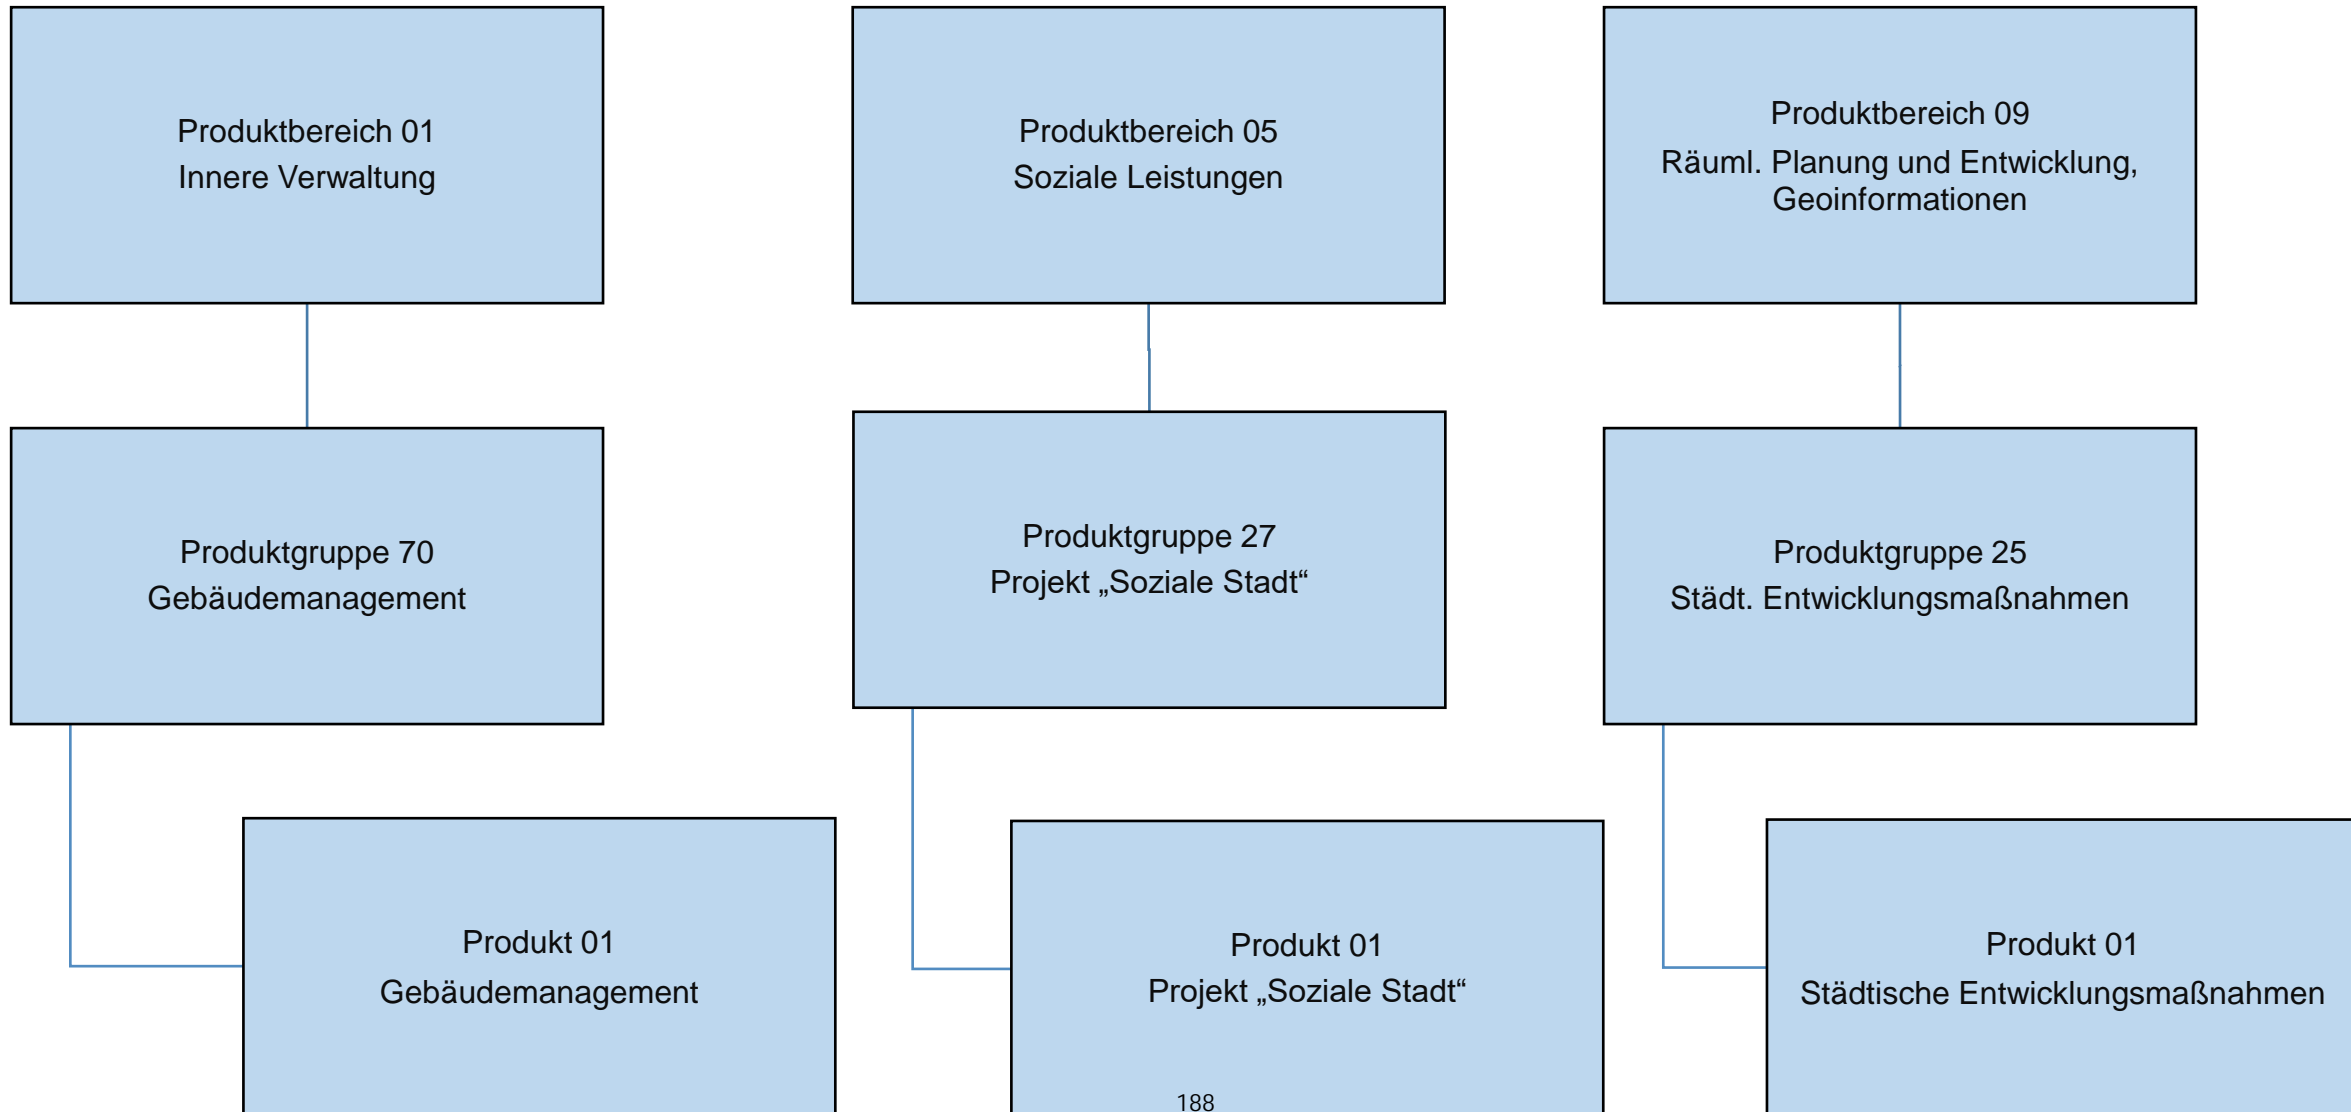 Produktbereich 01
Innere Verwaltung
Produktbereich 05
Soziale Leistungen
Produktbereich 09
Räuml. Planung und Entwicklung,
Geoinformationen
Produktgruppe 70
Gebäudemanagement
Produktgruppe 27
Projekt „Soziale Stadt“
Produktgruppe 25
Städt. Entwicklungsmaßnahmen
Produkt 01
Gebäudemanagement
Produkt 01
Projekt „Soziale Stadt“
Produkt 01
Städtische Entwicklungsmaßnahmen
188